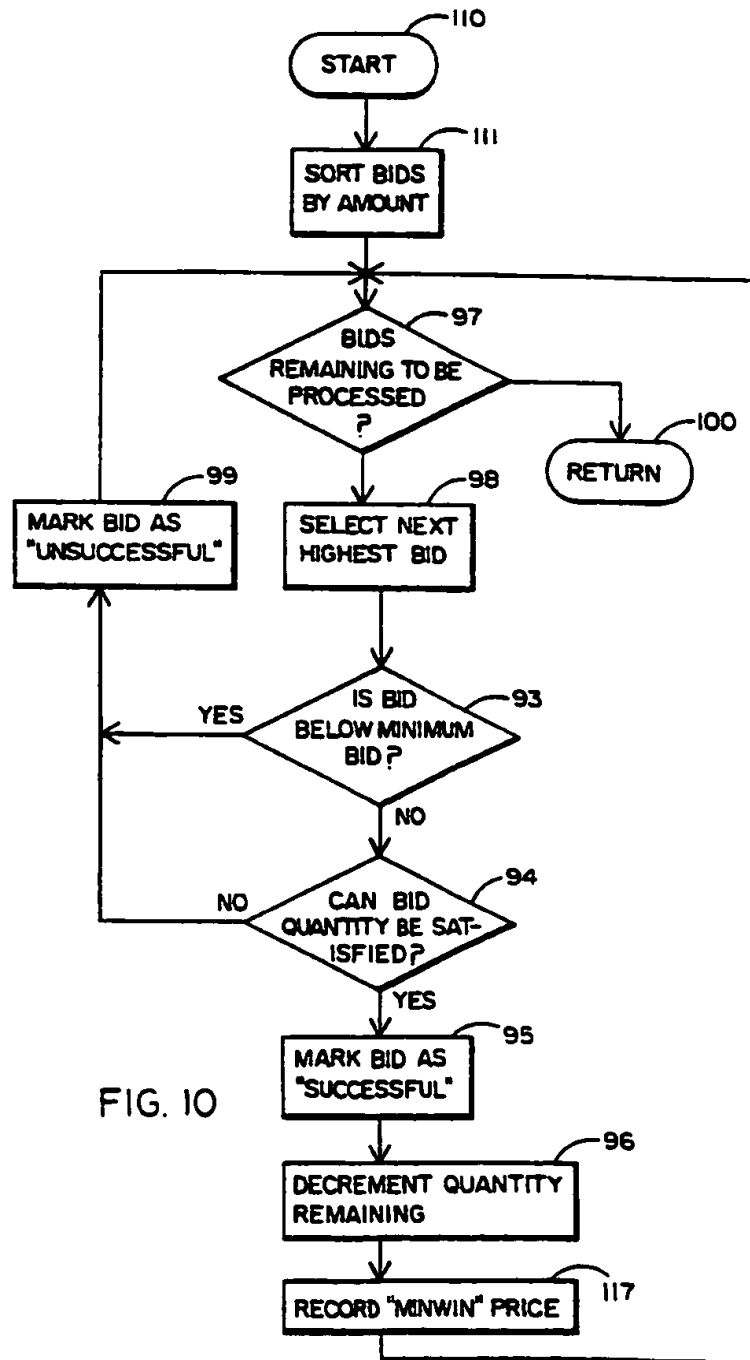 110
START
111
SORT BIDS
BY AMOUNT
97
BIDS
REMAINING TO BE
PROCESSED
?
100
RETURN
99
MARK BID AS
"UNSUCCESSFUL"
98
SELECT NEXT
HIGHEST BID
93
YES
IS BID
BELOW MINIMUM
BID?
NO
94
NO
CAN BID
QUANTITY BE SAT-
ISFIED?
YES
95
MARK BID AS
"SUCCESSFUL"
FIG. 10
96
DECREMENT QUANTITY
REMAINING
117
RECORD "MINWIN" PRICE